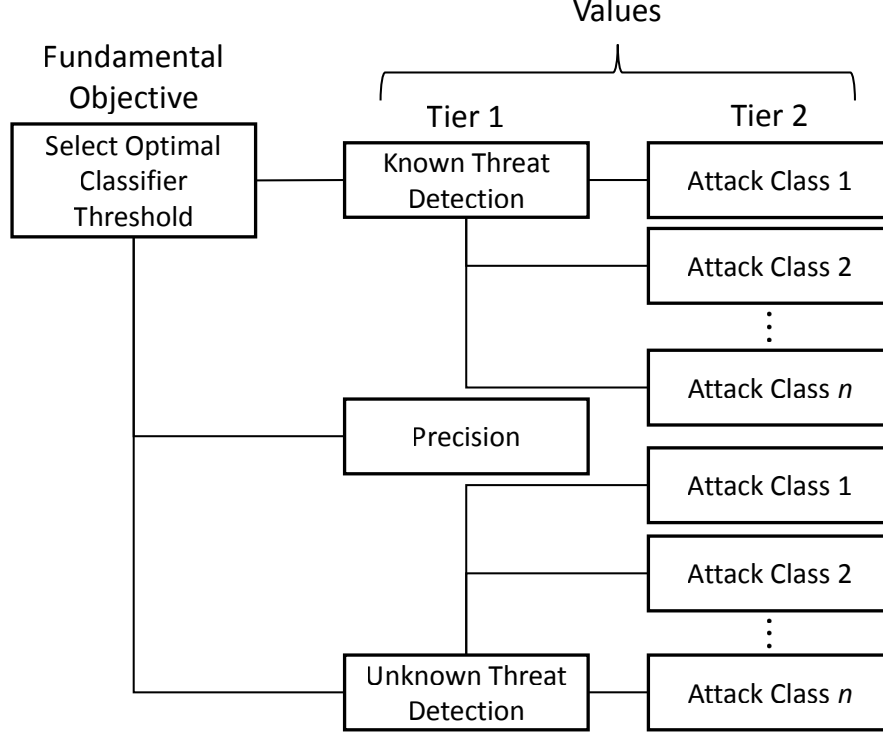 Values
Fundamental
Objective
Tier 1
Tier 2
Select Optimal
Classifier
Threshold
Known Threat
Detection
Attack Class 1
Attack Class 2
⋮
Attack Class n
Precision
Attack Class 1
Attack Class 2
⋮
Unknown Threat
Detection
Attack Class n